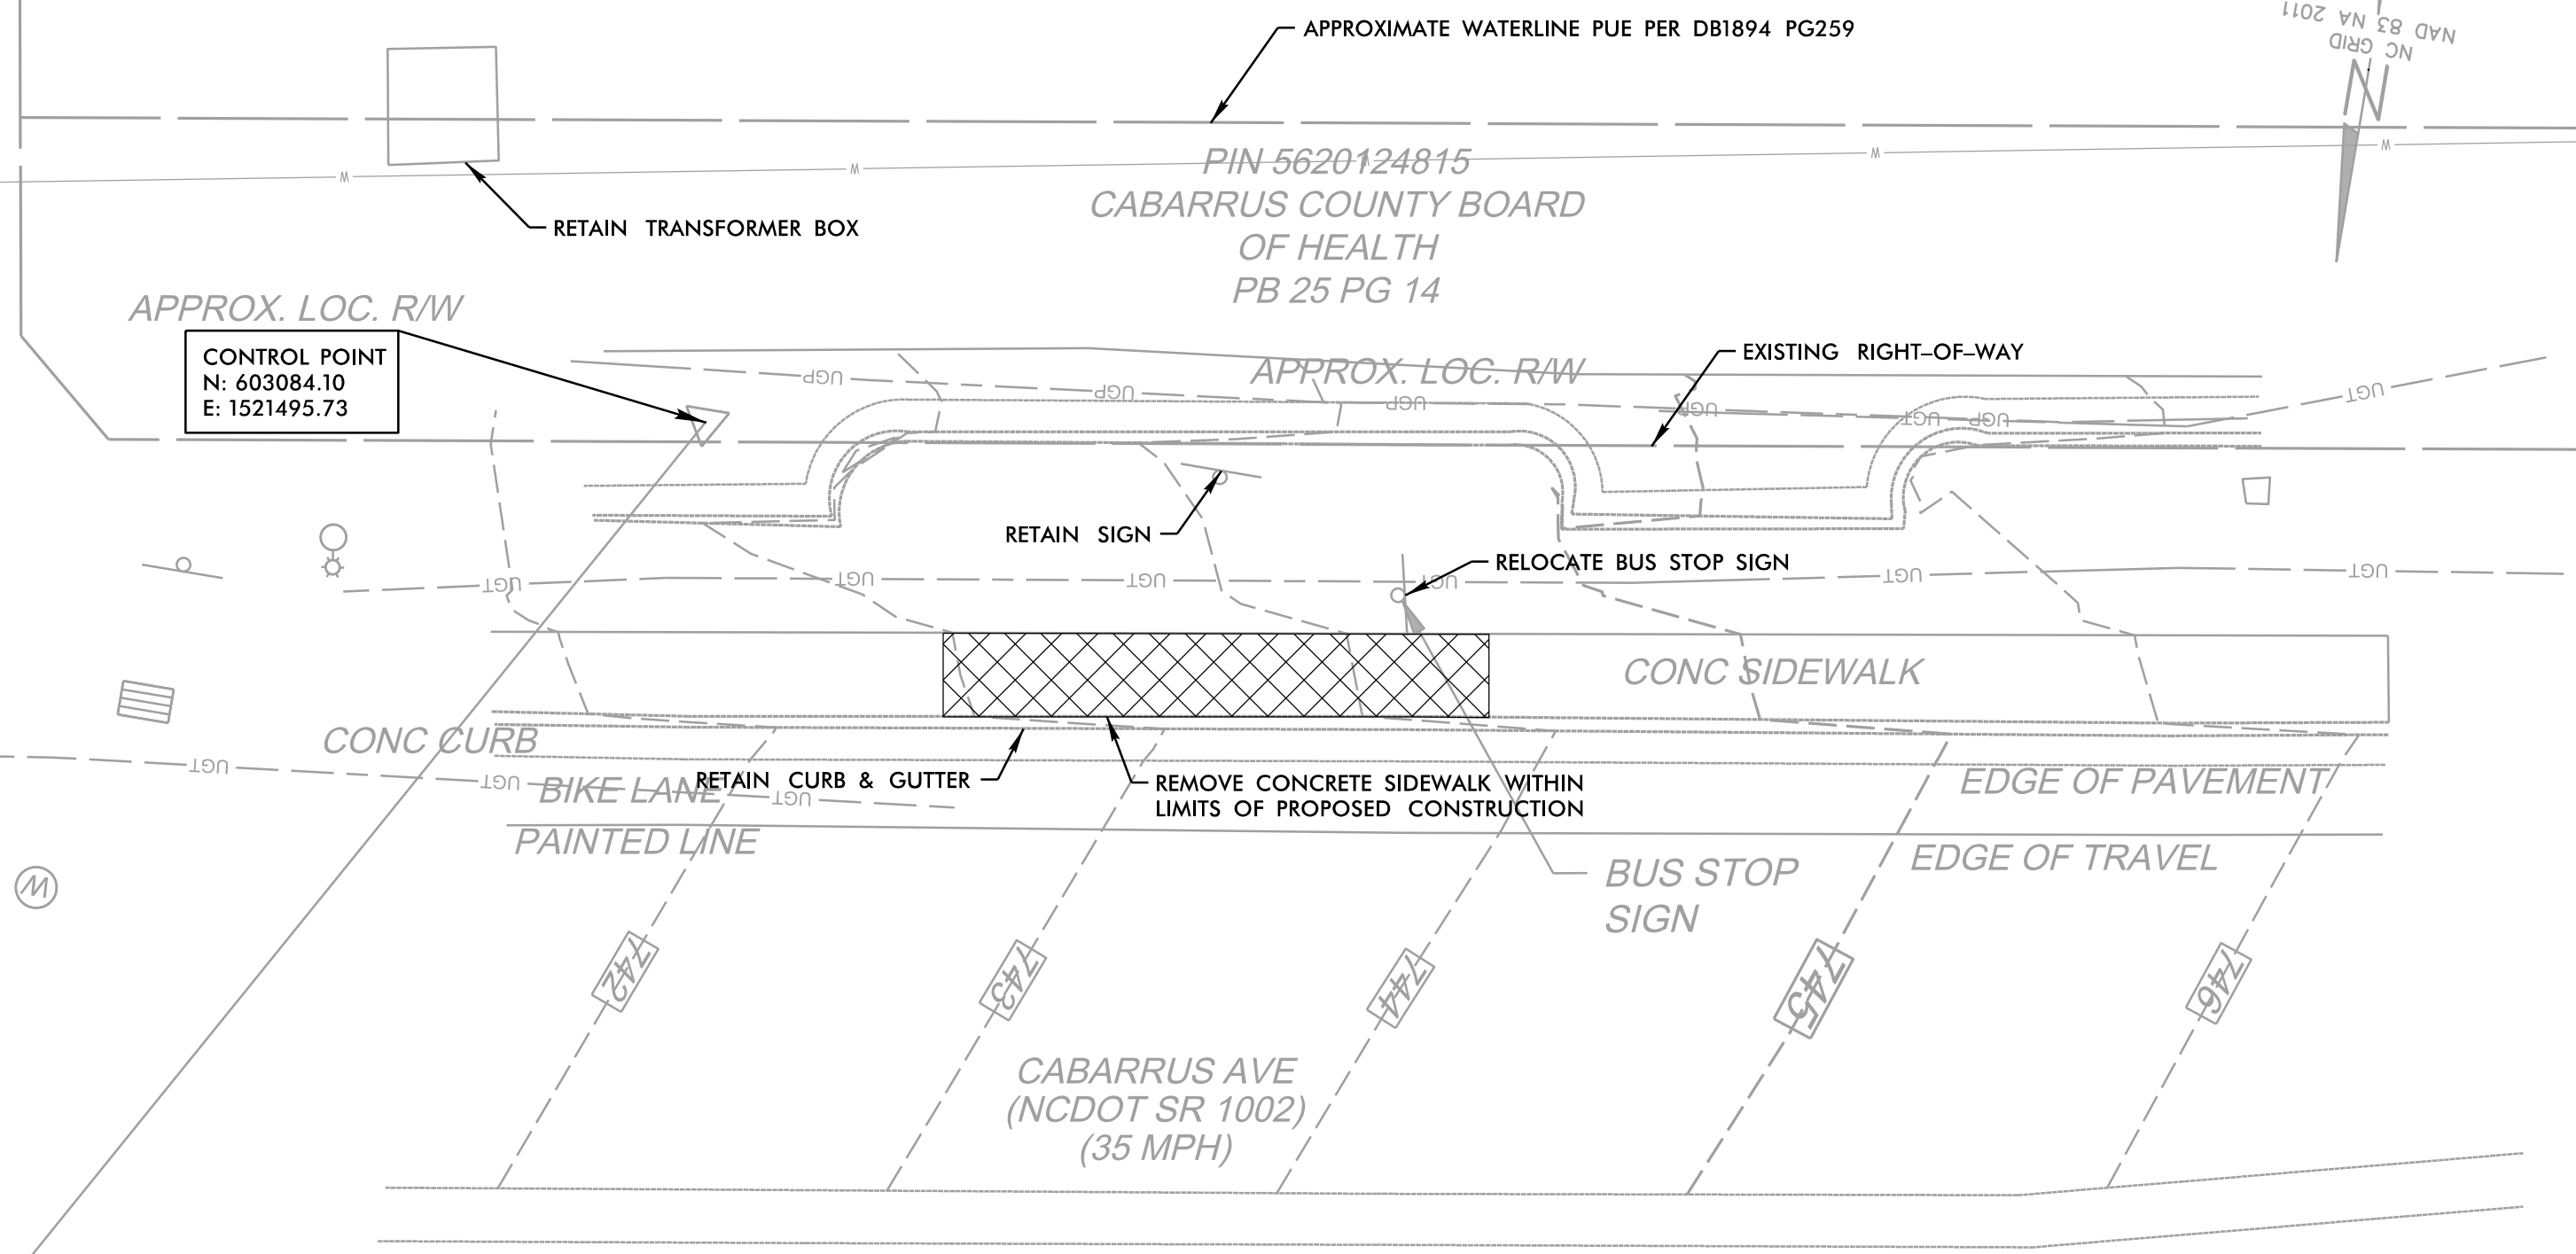 APPROXIMATE WATERLINE PUE PER DB1894 PG259
NAD 83 NA 2011
NC GRID
N
W
W
W
W
W
PIN 5620124815
CABARRUS COUNTY BOARD
OF HEALTH
PB 25 PG 14
RETAIN TRANSFORMER BOX
APPROX. LOC. R/W
CONTROL POINT
N: 603084.10
E: 1521495.73
EXISTING RIGHT-OF-WAY
APPROX. LOC. R/W
UGP
UGP
UGP
UGP
UGP
UGT
UGT
RETAIN SIGN
RELOCATE BUS STOP SIGN
UGT
UGT
UGT
UGT
UGT
UGT
CONC SIDEWALK
CONC CURB
UGT
UGT
UGT
BIKE LANE
RETAIN CURB & GUTTER
REMOVE CONCRETE SIDEWALK WITHIN
LIMITS OF PROPOSED CONSTRUCTION
EDGE OF PAVEMENT
PAINTED LINE
EDGE OF TRAVEL
BUS STOP
SIGN
W
742
743
744
745
746
CABARRUS AVE
(NCDOT SR 1002)
(35 MPH)